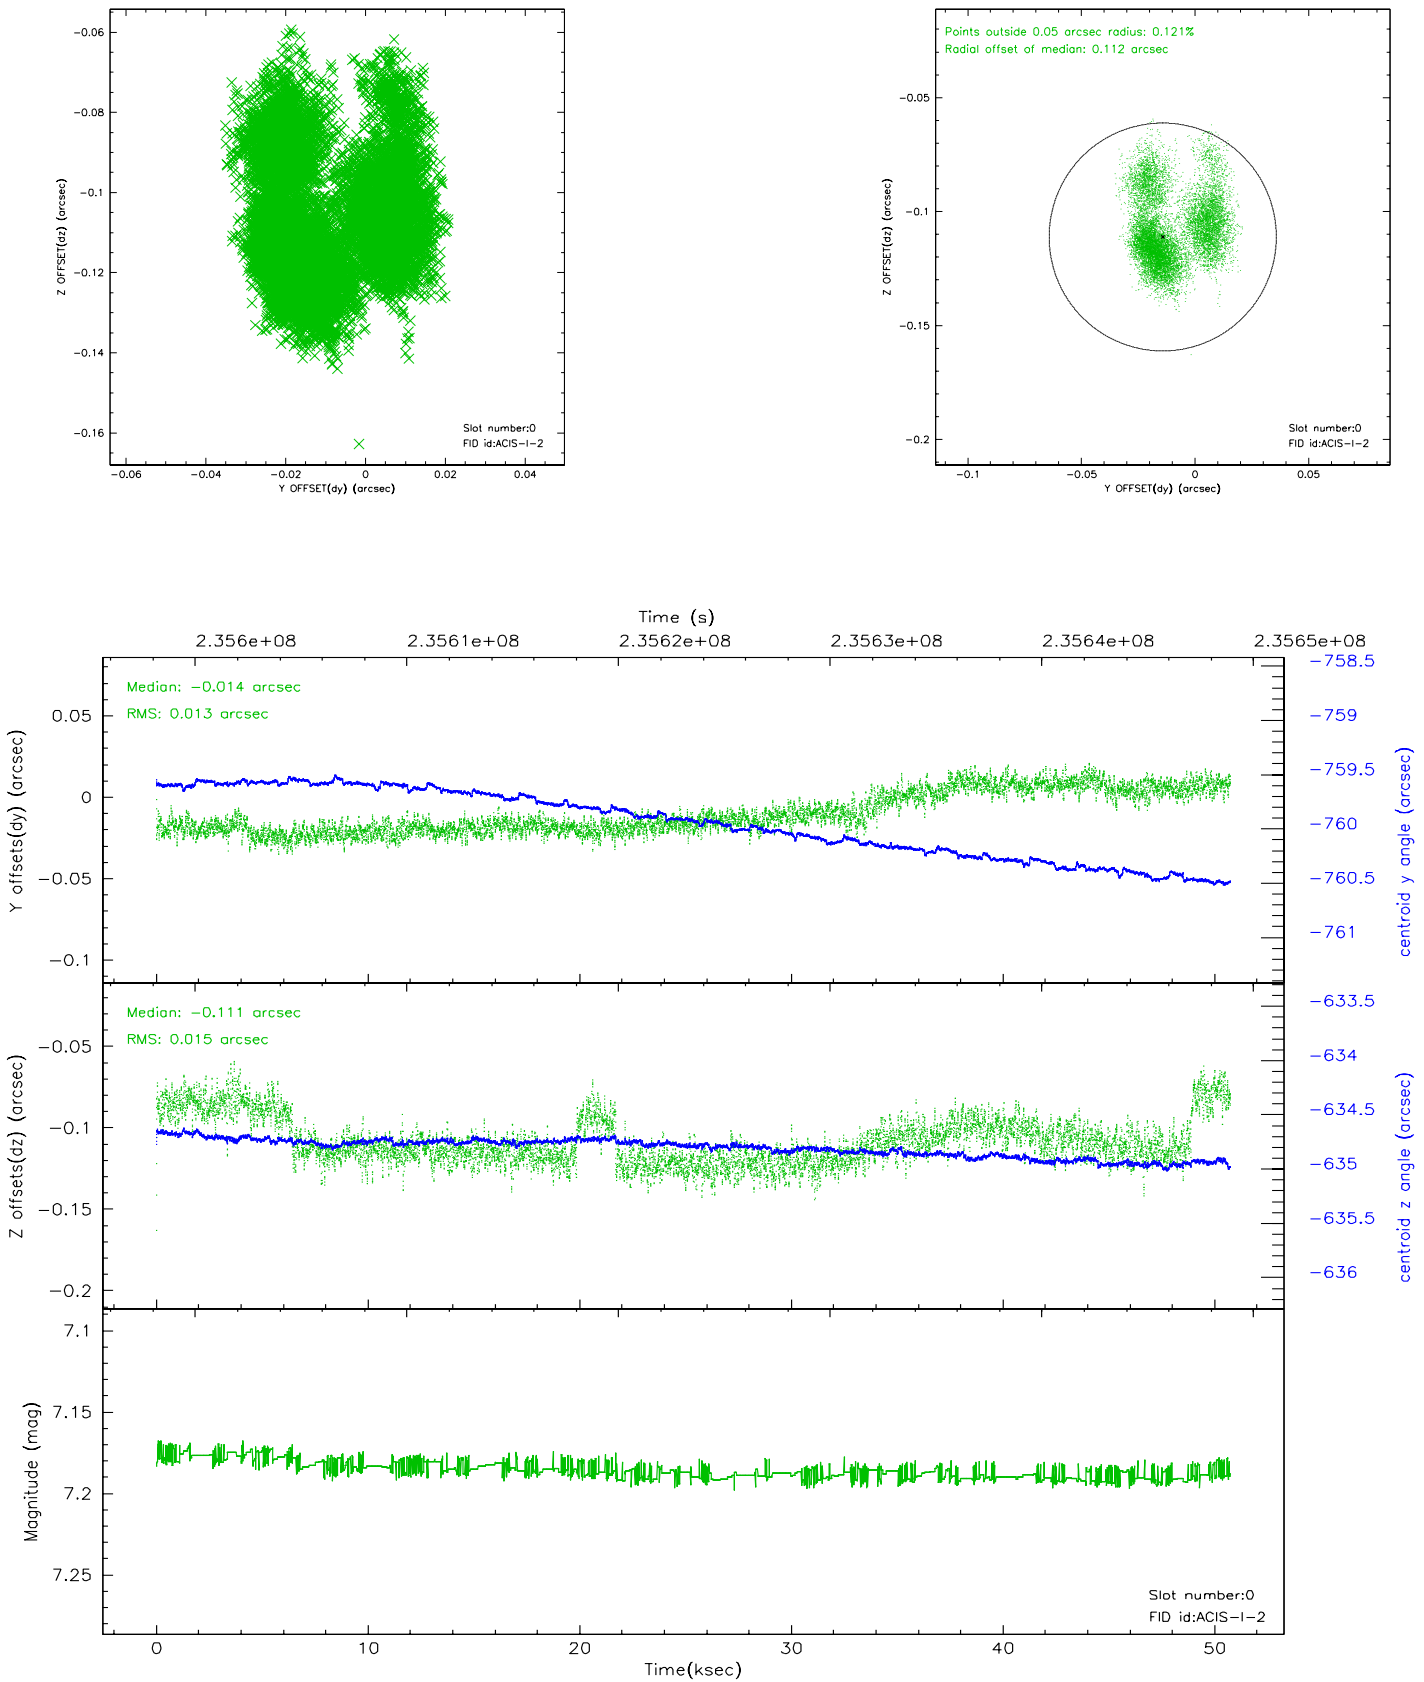 -0.06
-0.08
-0.1
-0.12
-0.14
-0.16
Z OFFSET(dz) (arcsec)
-0.06 -0.04 -0.02 0 0.02 0.04
Y OFFSET(dy) (arcsec)
Slot number:0
FID id:ACIS-I-2
Points outside 0.05 arcsec radius: 0.121%
Radial offset of median: 0.112 arcsec
-0.05
-0.1
-0.15
-0.2
Z OFFSET(dz) (arcsec)
-0.1 -0.05 0 0.05
Y OFFSET(dy) (arcsec)
Slot number:0
FID id:ACIS-I-2
Time (s)
2.356e+08 2.3561e+08 2.3562e+08 2.3563e+08 2.3564e+08 2.3565e+08
Median: -0.014 arcsec
RMS: 0.013 arcsec
0.05
0
-0.05
-0.1
Y offsets(dy) (arcsec)
-758.5
-759
-759.5
-760
-760.5
-761
centroid y angle (arcsec)
Median: -0.111 arcsec
RMS: 0.015 arcsec
-0.05
-0.1
-0.15
-0.2
Z offsets(dz) (arcsec)
-633.5
-634
-634.5
-635
-635.5
-636
centroid z angle (arcsec)
7.1
7.15
7.2
7.25
Magnitude (mag)
Slot number:0
FID id:ACIS-I-2
0 10 20 30 40 50
Time(ksec)